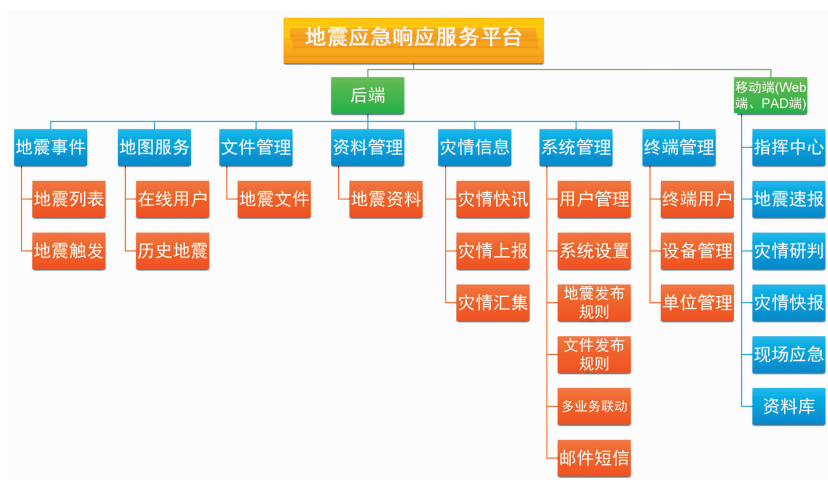 地震应急响应服务平台
后端
移动端(Web
端、PAD端)
地震事件
地图服务
文件管理
资料管理
灾情信息
系统管理
终端管理
指挥中心
地震列表
在线用户
地震文件
地震资料
灾情快讯
用户管理
终端用户
地震速报
地震触发
历史地震
灾情上报
系统设置
设备管理
灾情研判
灾情汇集
地震发布
规则
单位管理
灾情快报
文件发布
规则
现场应急
多业务联动
资料库
邮件短信